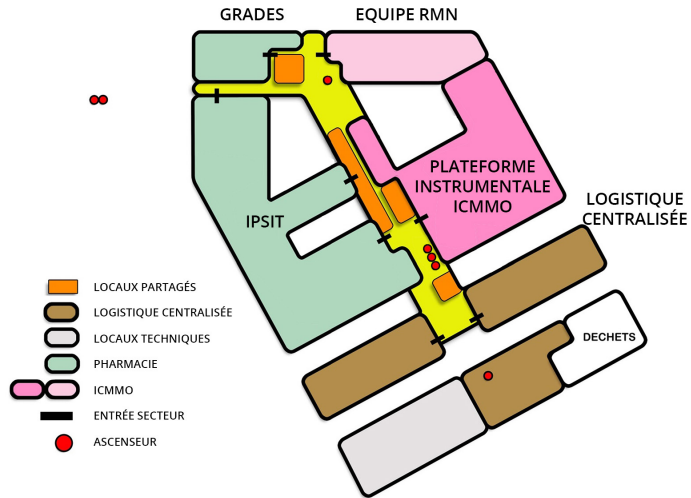 GRADES
EQUIPE RMN
PLATEFORME
INSTRUMENTALE
ICMMO
LOGISTIQUE
CENTRALISÉE
IPSIT
DECHETS
LOCAUX PARTAGÉS
LOGISTIQUE CENTRALISÉE
LOCAUX TECHNIQUES
PHARMACIE
ICMMO
ENTRÉE SECTEUR
ASCENSEUR